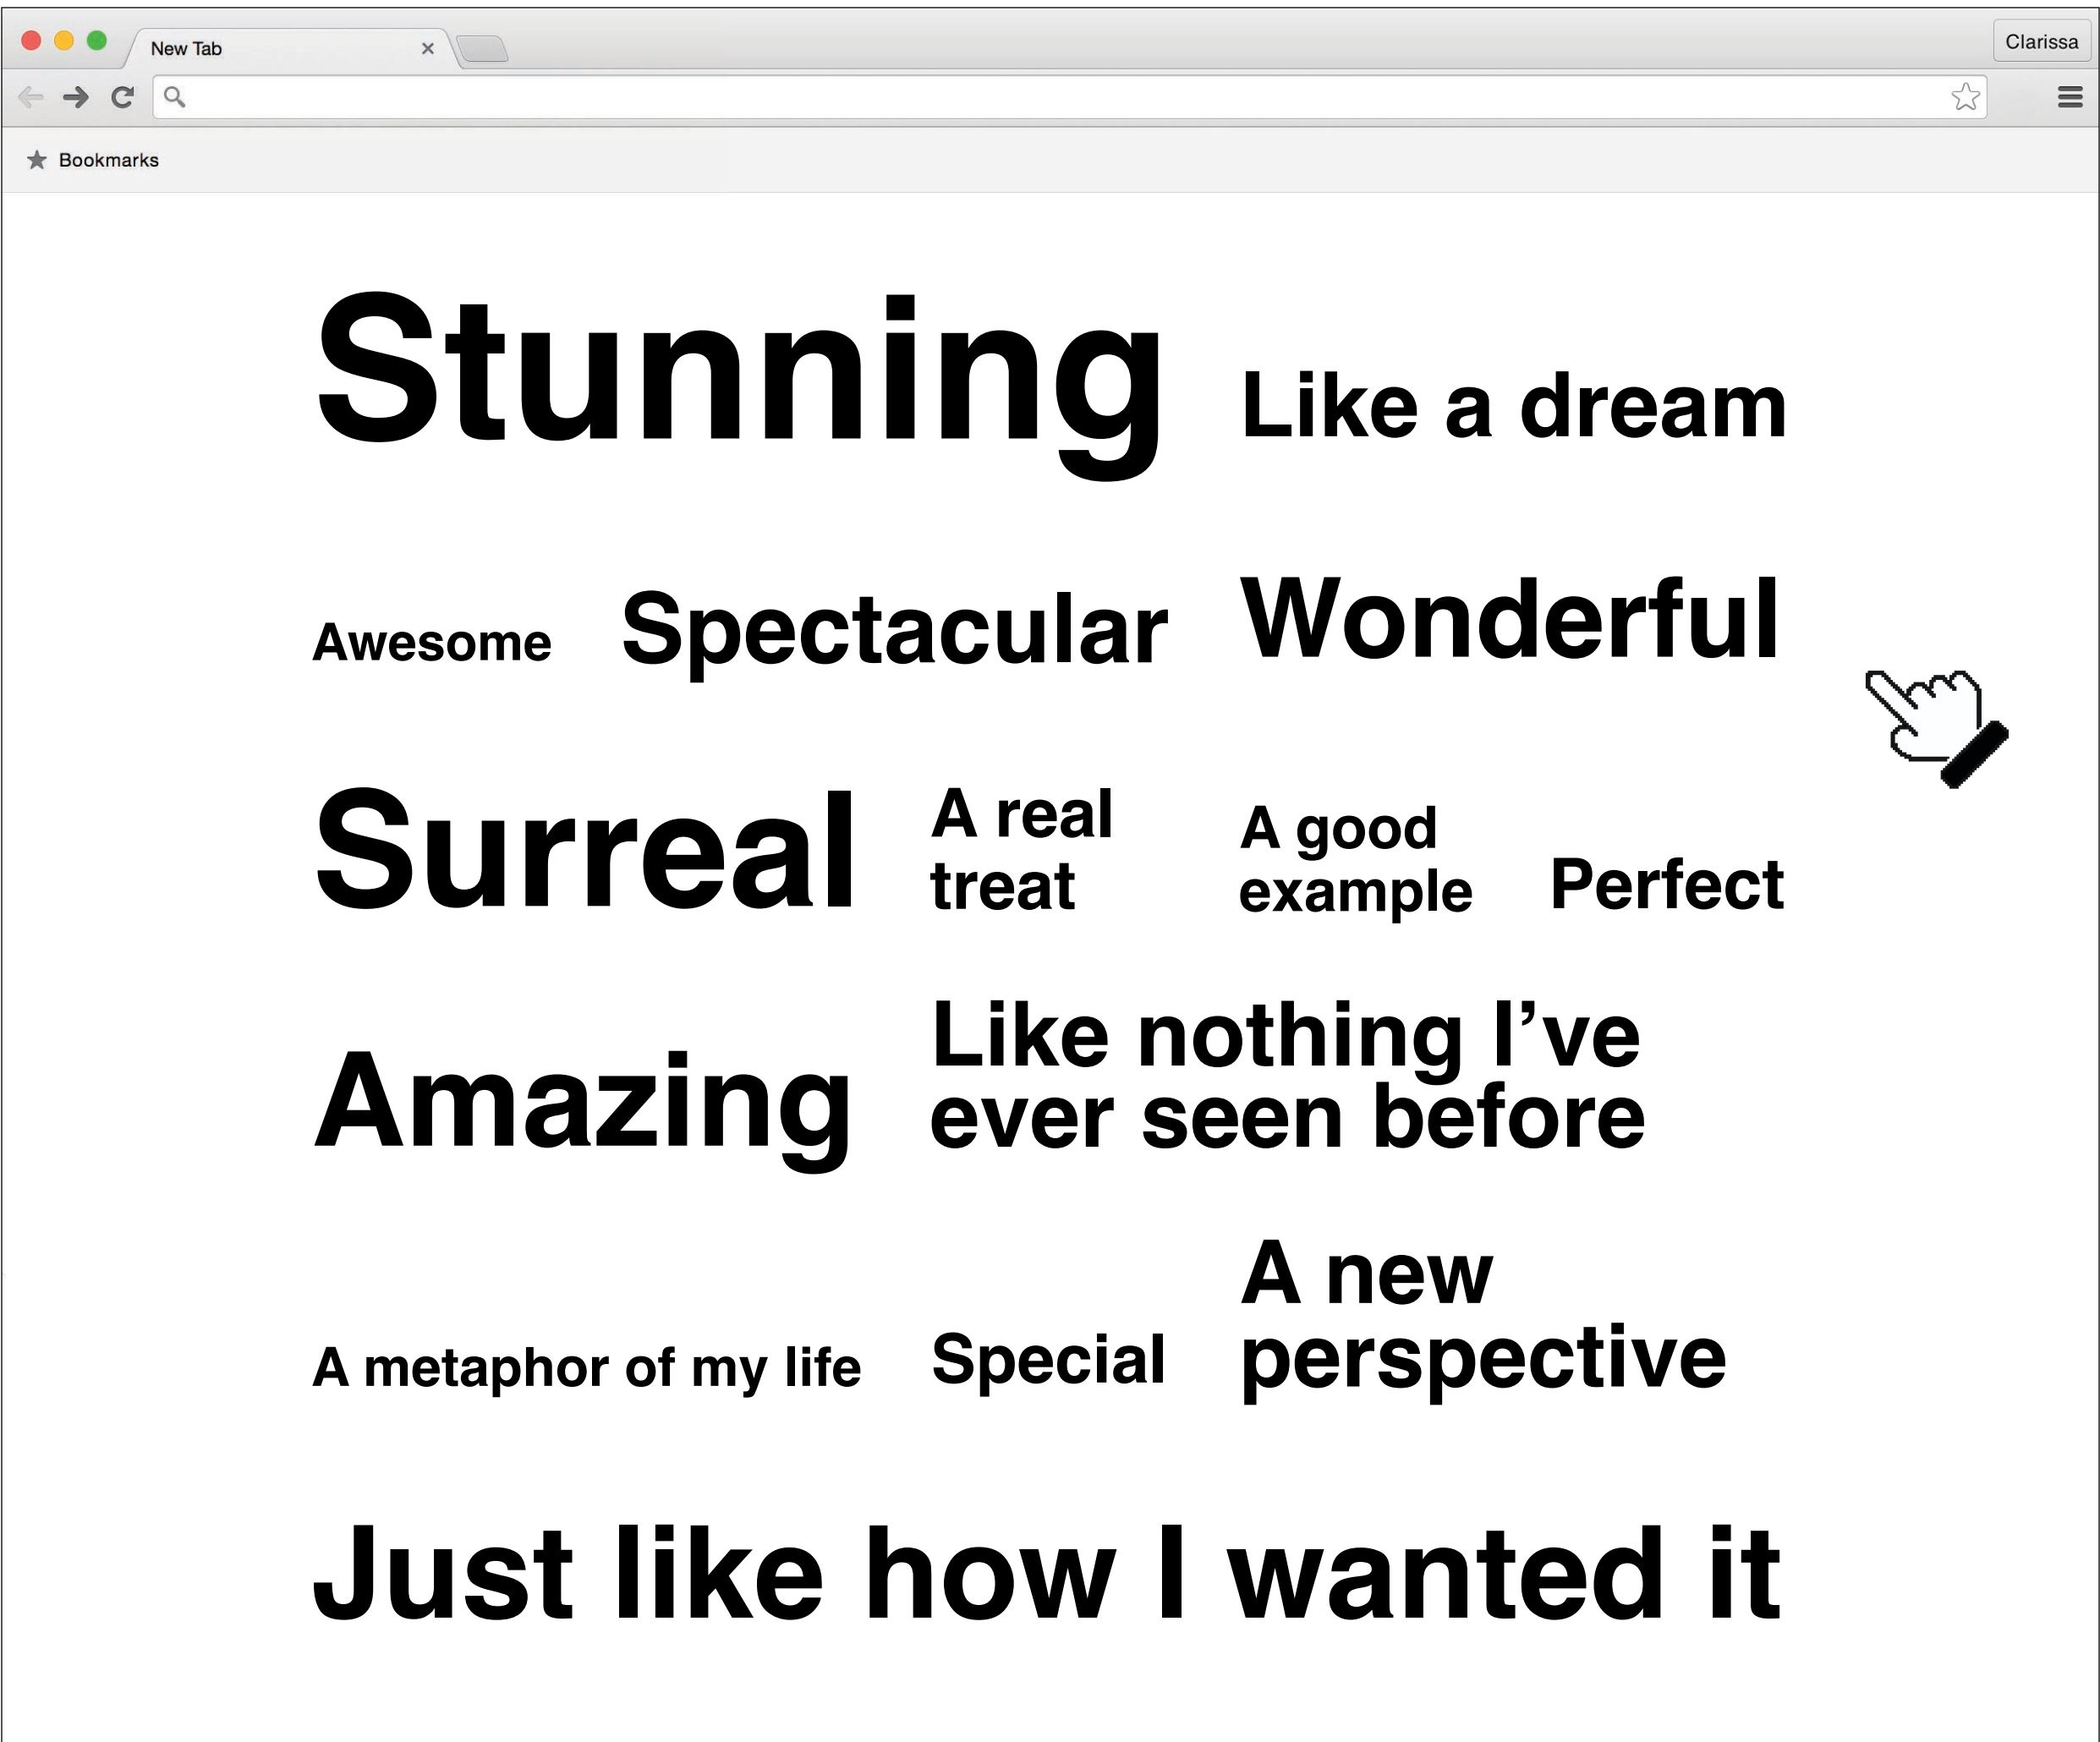 New Tab
Clarissa
Bookmarks
Stunning
Like a dream
Awesome
Spectacular
Wonderful
Surreal
A real
treat
A good
example
Perfect
Amazing
Like nothing I’ve
ever seen before
A metaphor of my life
Special
A new
perspective
Just like how I wanted it